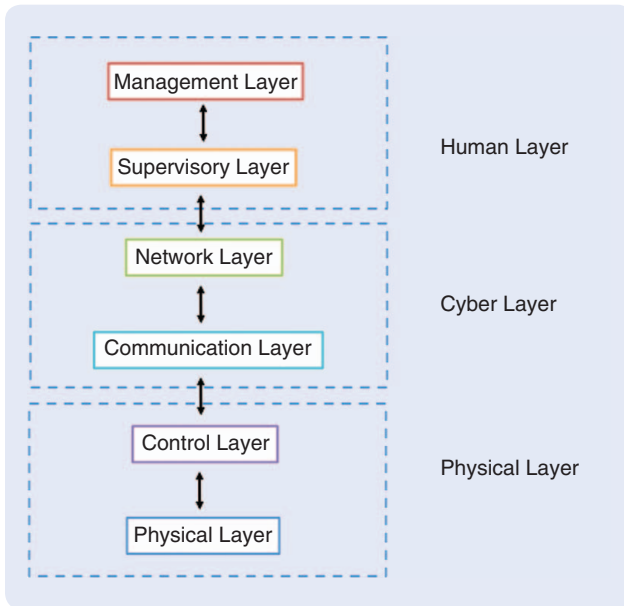 Management Layer
Supervisory Layer
Human Layer
Network Layer
Cyber Layer
Communication Layer
Control Layer
Physical Layer
Physical Layer